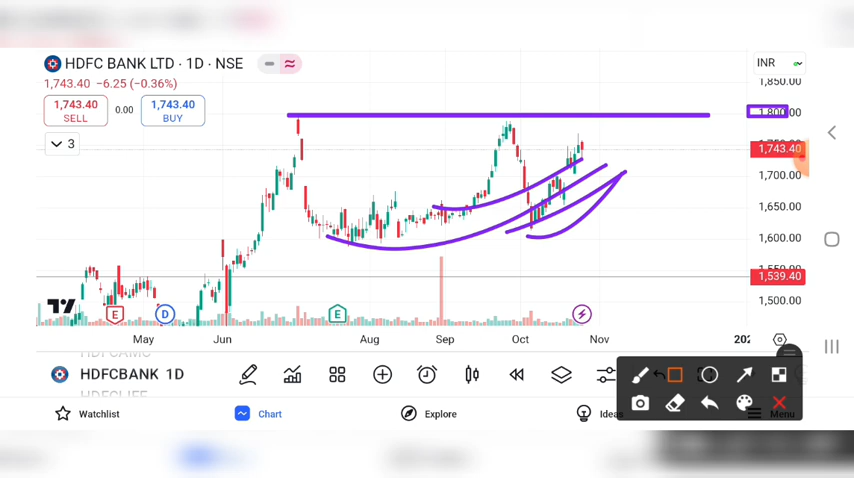 HDFC BANK LTD · 1D · NSE
INR
1,743.40 −6.25 (−0.36%)
1,743.40
SELL
0.00
1,743.40
BUY
3
1,850.00
1,800.00
1,743.40
1,700.00
1,650.00
1,600.00
1,539.40
1,500.00
E
D
E
May
Jun
Aug
Sep
Oct
Nov
HDFCAMC
HDFCBANK 1D
HDFCLIFE
Watchlist
Chart
Explore
Ideas
Menu